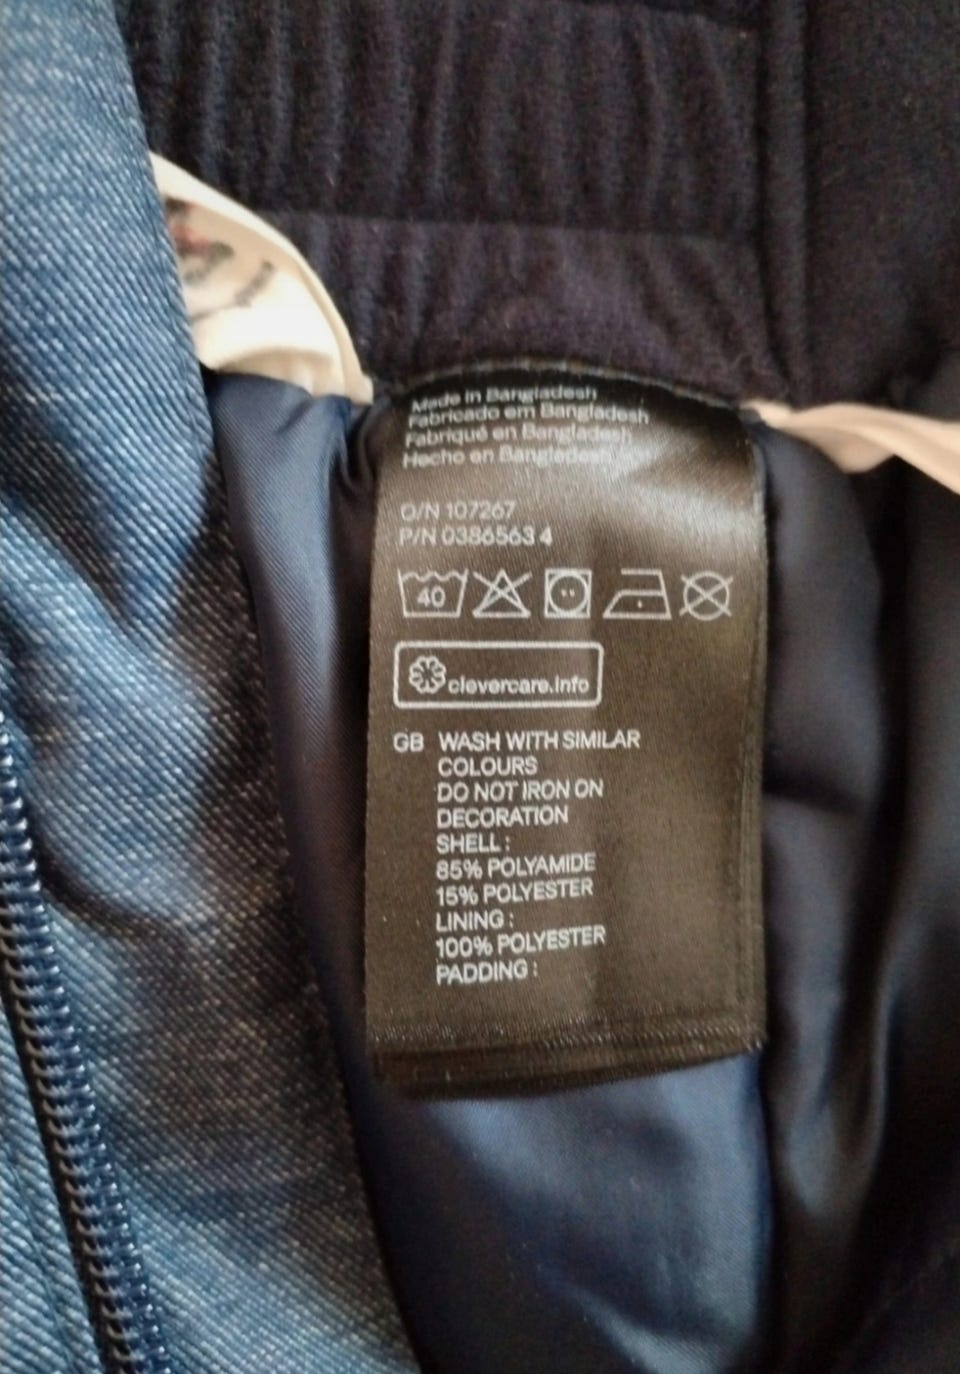 Made in Bangladesh
Fabricado em Bangladesh
Fabriqué en Bangladesh
Hecho en Bangladesh
O/N 107267
P/N 0386563 4
40
clevercare.info
GB WASH WITH SIMILAR
COLOURS
DO NOT IRON ON
DECORATION
SHELL :
85% POLYAMIDE
15% POLYESTER
LINING :
100% POLYESTER
PADDING :